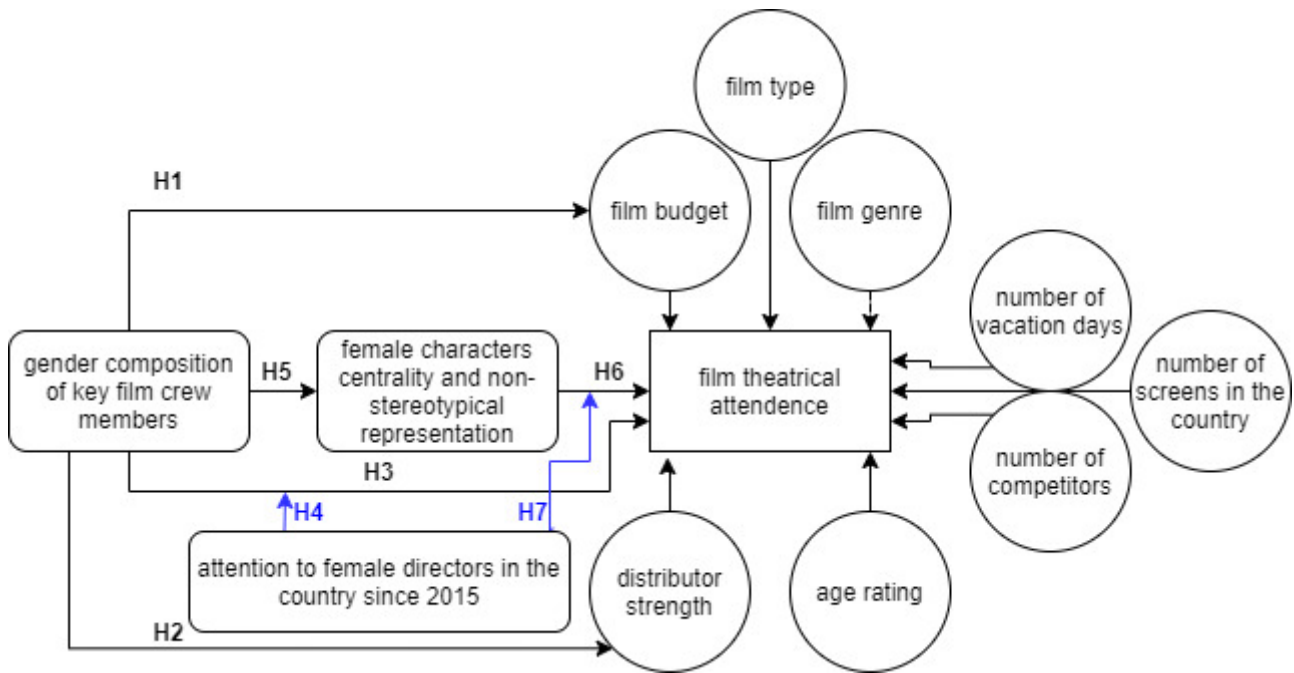 film type
H1
film budget
film genre
number of
vacation days
gender composition
of key film crew
members
H5
female characters
centrality and non-
stereotypical
representation
H6
film theatrical
attendence
number of
screens in the
country
H3
number of
competitors
H4
H7
attention to female directors in the
country since 2015
distributor
strength
age rating
H2